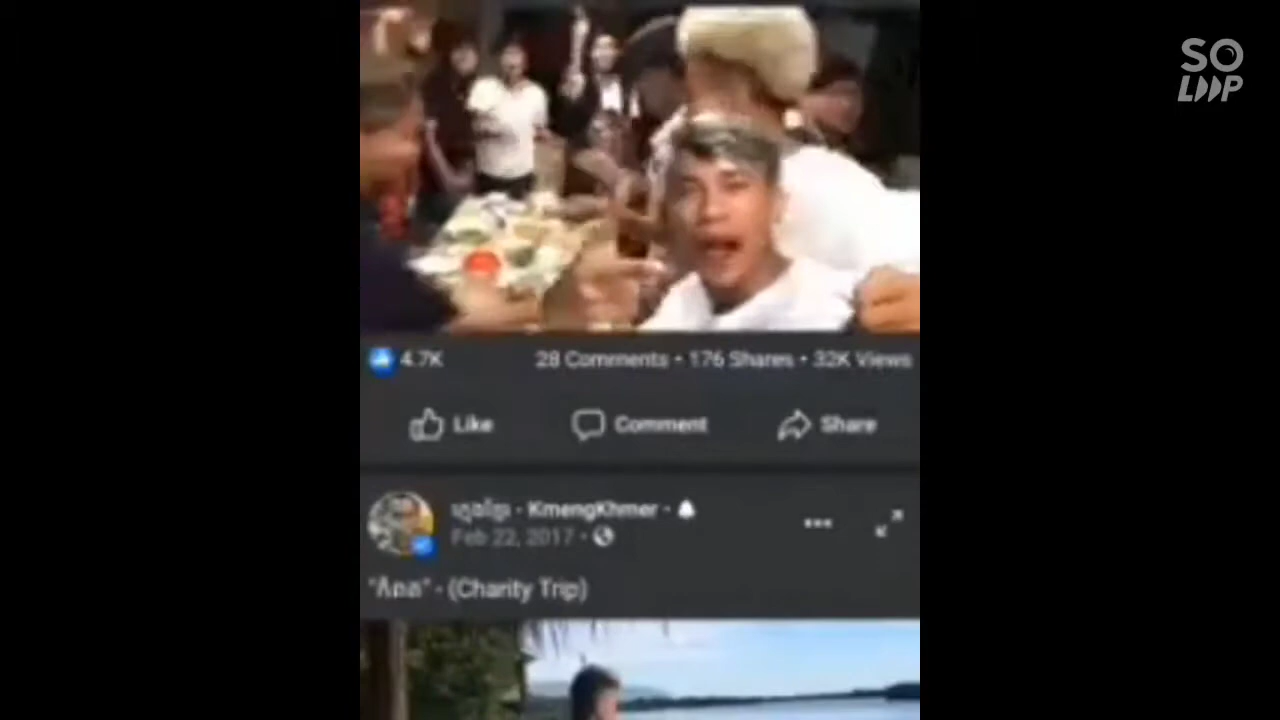 SO
LOOP
4.7K
28 Comments • 176 Shares • 32K Views
Like
Comment
Share
- KmengKhmer -
Feb 22, 2017 •
- (Charity Trip)